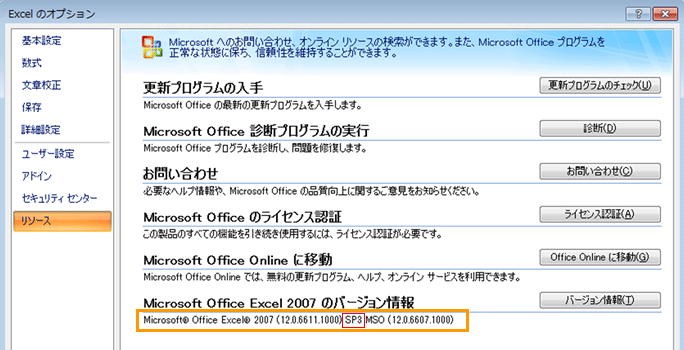 Excel のオプション
基本設定
数式
文章校正
保存
詳細設定
ユーザー設定
アドイン
セキュリティ センター
リソース
Microsoft へのお問い合わせ、オンライン リソースの検索ができます。また、Microsoft Office プログラムを
正常な状態に保ち、信頼性を維持することができます。
更新プログラムの入手
更新プログラムのチェック(U)
Microsoft Office の最新の更新プログラムを入手します。
Microsoft Office 診断プログラムの実行
診断(D)
Microsoft Office プログラムを診断し、問題を修復します。
お問い合わせ
お問い合わせ(C)
必要なヘルプ情報や、Microsoft Office の品質向上に関するご意見をお知らせください。
Microsoft Office のライセンス認証
ライセンス認証(A)
この製品のすべての機能を引き続き使用するには、ライセンス認証が必要です。
Microsoft Office Online に移動
Office Online に移動(G)
Microsoft Office Online では、無料の更新プログラム、ヘルプ、オンライン サービスを利用できます。
Microsoft Office Excel 2007 のバージョン情報
バージョン情報(T)
Microsoft® Office Excel® 2007 (12.0.6611.1000) SP3 MSO (12.0.6607.1000)